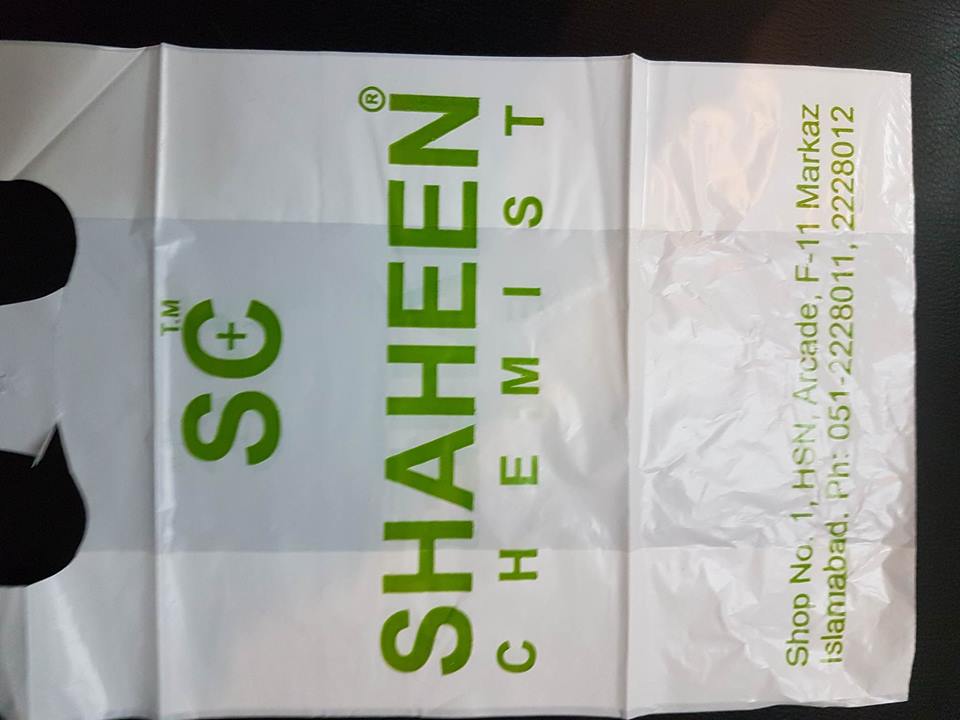 T.M
SC+
SHAHEEN®
CHEMIST
Shop No. 1, HSN, Arcade, F-11 Markaz
Islamabad. Ph: 051-2228011, 2228012